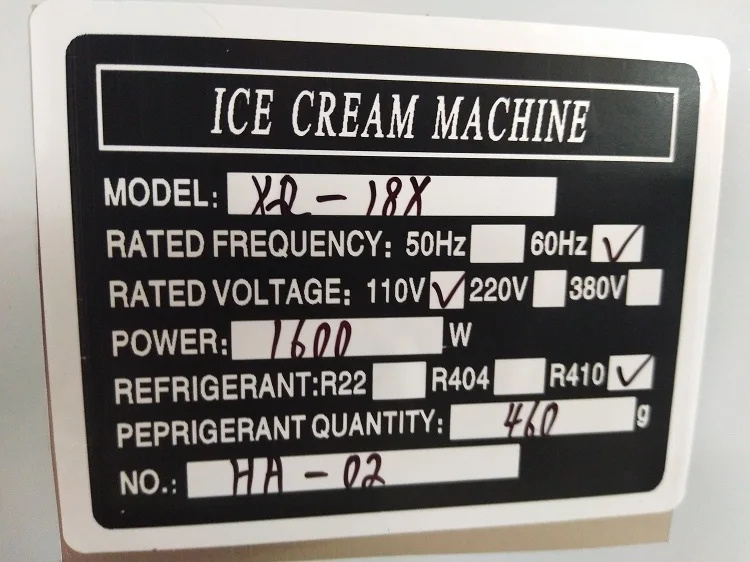 ICE CREAM MACHINE
MODEL: XQ-18X
RATED FREQUENCY: 50Hz 60Hz ✓
RATED VOLTAGE: 110V ✓ 220V 380V
POWER: 1600 W
REFRIGERANT:R22 R404 R410 ✓
PEPRIGERANT QUANTITY: 460 g
NO.: HA-02